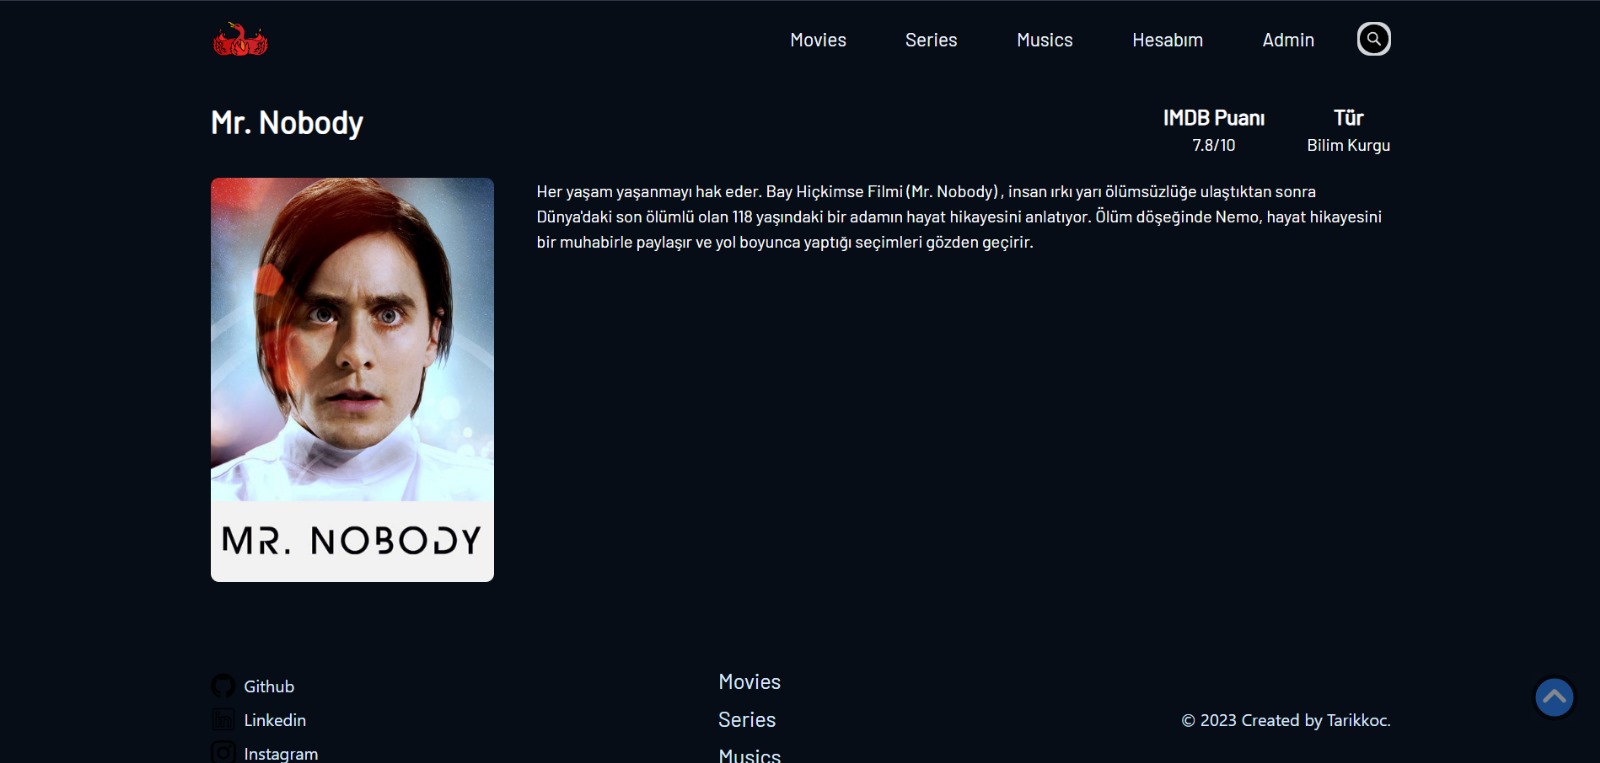 Movies Series Musics Hesabım Admin
Mr. Nobody
IMDB Puanı Tür
7.8/10 Bilim Kurgu
Her yaşam yaşanmayı hak eder. Bay Hiçkimse Filmi (Mr. Nobody) , insan ırkı yarı ölümsüzlüğe ulaştıktan sonra
Dünya'daki son ölümlü olan 118 yaşındaki bir adamın hayat hikayesini anlatıyor. Ölüm döşeğinde Nemo, hayat hikayesini
bir muhabirle paylaşır ve yol boyunca yaptığı seçimleri gözden geçirir.
MR. NOBODY
Github
Linkedin
Instagram
Movies
Series
Musics
© 2023 Created by Tarikkoc.